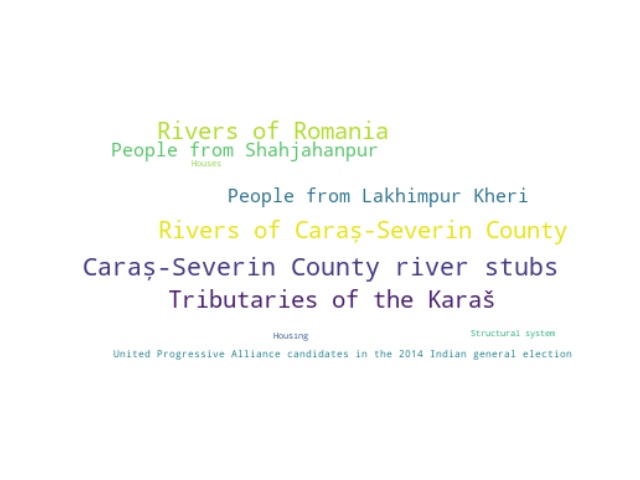 Rivers of Romania
People from Shahjahanpur
Houses
People from Lakhimpur Kheri
Rivers of Caraș-Severin County
Caraș-Severin County river stubs
Tributaries of the Karaš
Housing
Structural system
United Progressive Alliance candidates in the 2014 Indian general election